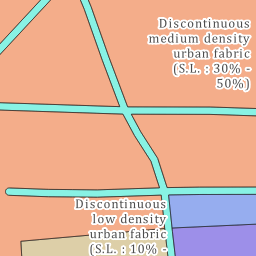 Discontinuous
medium density
urban fabric
(S.L. : 30% -
50%)
Discontinuous
low density
urban fabric
(S.L. : 10% -